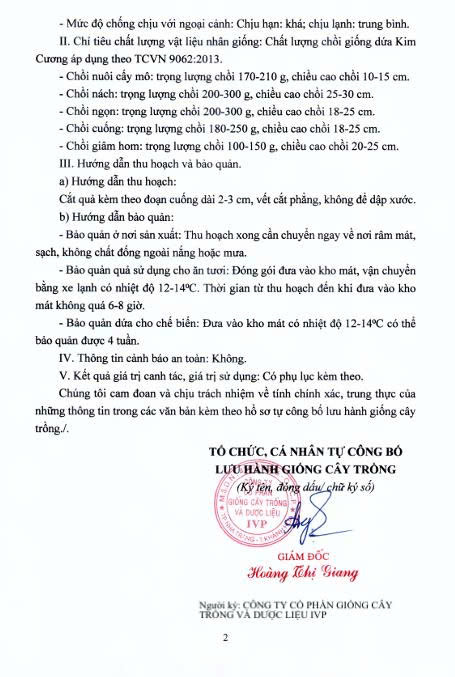 - Mức độ chống chịu với ngoại cảnh: Chịu hạn: khá; chịu lạnh: trung bình.
II. Chỉ tiêu chất lượng vật liệu nhân giống: Chất lượng chồi giống dứa Kim
Cương áp dụng theo TCVN 9062:2013.
- Chồi nuôi cấy mô: trọng lượng chồi 170-210 g, chiều cao chồi 10-15 cm.
- Chồi nách: trọng lượng chồi 200-300 g, chiều cao chồi 25-30 cm.
- Chồi ngọn: trọng lượng chồi 200-300 g, chiều cao chồi 18-25 cm.
- Chồi cuống: trọng lượng chồi 180-250 g, chiều cao chồi 18-25 cm.
- Chồi giâm hom: trọng lượng chồi 100-150 g, chiều cao chồi 20-25 cm.
III. Hướng dẫn thu hoạch và bảo quản.
a) Hướng dẫn thu hoạch:
Cắt quả kèm theo đoạn cuống dài 2-3 cm, vết cắt phẳng, không để dập xước.
b) Hướng dẫn bảo quản:
- Bảo quản ở nơi sản xuất: Thu hoạch xong cần chuyển ngay về nơi râm mát,
sạch, không chất đống ngoài nắng hoặc mưa.
- Bảo quản quả sử dụng cho ăn tươi: Đóng gói đưa vào kho mát, vận chuyển
bằng xe lạnh có nhiệt độ 12-14ºC. Thời gian từ thu hoạch đến khi đưa vào kho
mát không quá 6-8 giờ.
- Bảo quản dứa cho chế biến: Đưa vào kho mát có nhiệt độ 12-14ºC có thể
bảo quản được 4 tuần.
IV. Thông tin cảnh báo an toàn: Không.
V. Kết quả giá trị canh tác, giá trị sử dụng: Có phụ lục kèm theo.
Chúng tôi cam đoan và chịu trách nhiệm về tính chính xác, trung thực của
những thông tin trong các văn bản kèm theo hồ sơ tự công bố lưu hành giống cây
trồng./.
TỔ CHỨC, CÁ NHÂN TỰ CÔNG BỐ
LƯU HÀNH GIỐNG CÂY TRỒNG
(Ký tên, đóng dấu/ chữ ký số)
CÔNG TY
CỔ PHẦN
GIỐNG CÂY TRỒNG
VÀ DƯỢC LIỆU
IVP
GIÁM ĐỐC
Hoàng Thị Giang
Người ký: CÔNG TY CỔ PHẦN GIỐNG CÂY
TRỒNG VÀ DƯỢC LIỆU IVP
2